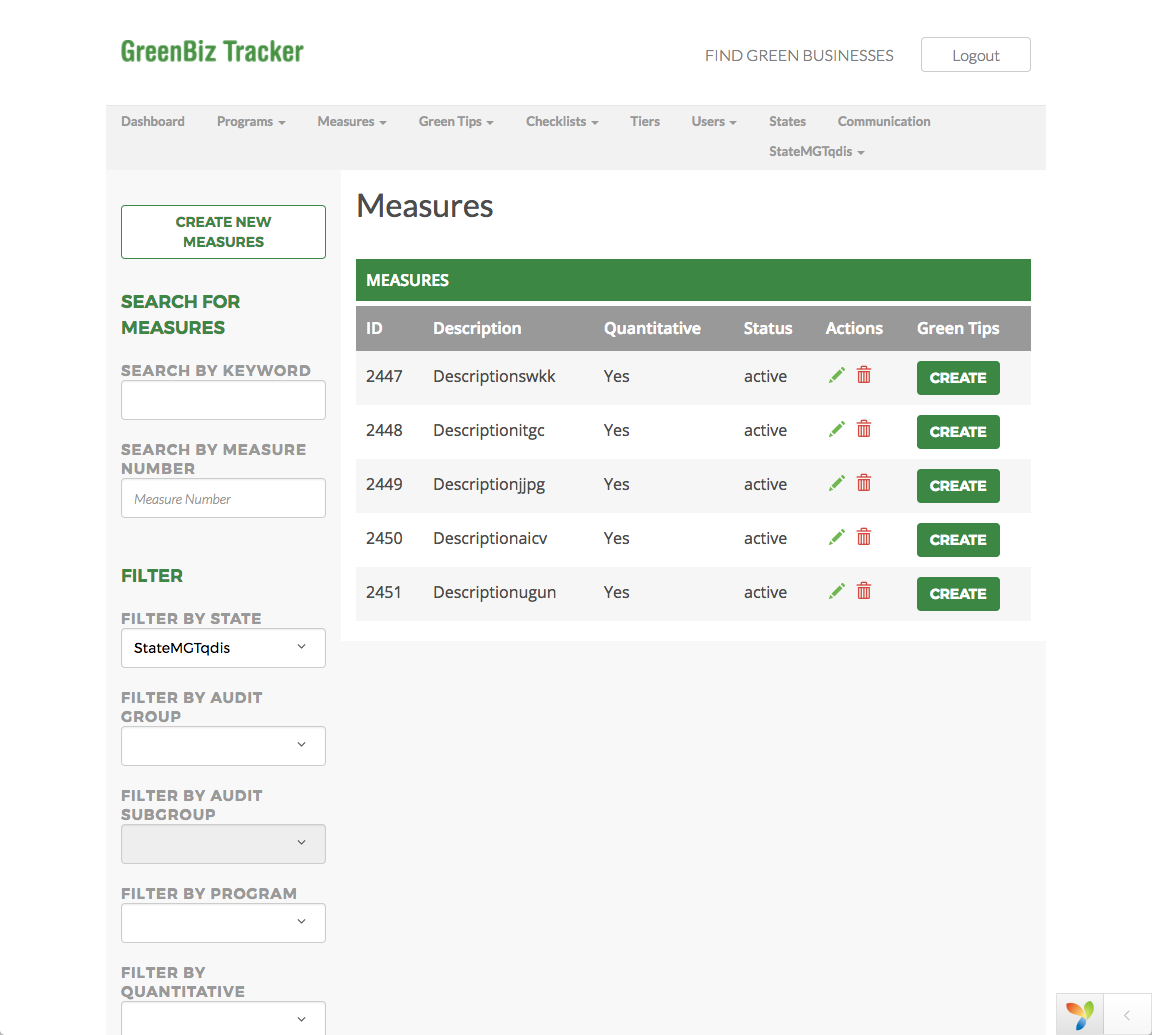 GreenBiz Tracker
FIND GREEN BUSINESSES
Logout
Dashboard Programs Measures Green Tips Checklists Tiers Users States Communication
StateMGTqdis
CREATE NEW
MEASURES
SEARCH FOR
MEASURES
SEARCH BY KEYWORD
SEARCH BY MEASURE
NUMBER
Measure Number
FILTER
FILTER BY STATE
StateMGTqdis
FILTER BY AUDIT
GROUP
FILTER BY AUDIT
SUBGROUP
FILTER BY PROGRAM
FILTER BY
QUANTITATIVE
Measures
MEASURES
ID Description Quantitative Status Actions Green Tips
2447 Descriptionswkk Yes active CREATE
2448 Descriptionitgc Yes active CREATE
2449 Descriptionjjpg Yes active CREATE
2450 Descriptionaicv Yes active CREATE
2451 Descriptionugun Yes active CREATE